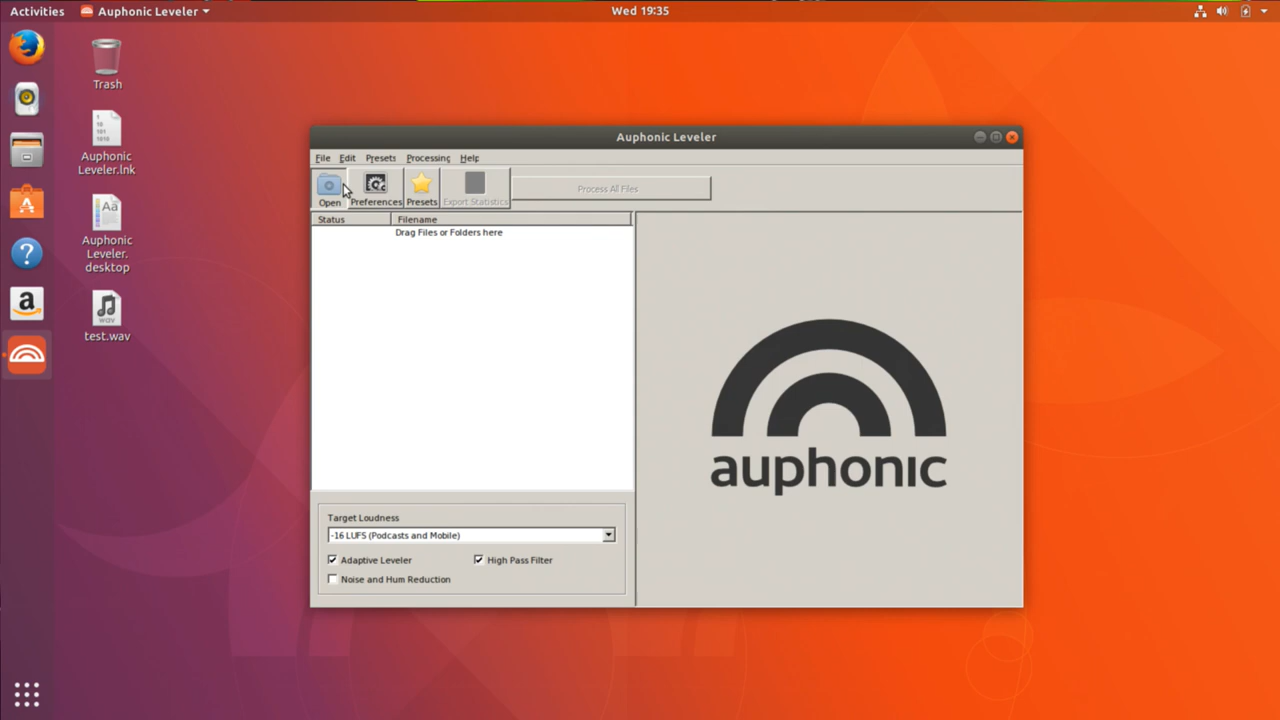 Activities
Auphonic Leveler
Wed 19:35
Trash
Auphonic
Leveler.lnk
Auphonic
Leveler.
desktop
test.wav
Auphonic Leveler
File Edit Presets Processing Help
Open Preferences Presets Export Statistics
Process All Files
Status Filename
Drag Files or Folders here
Target Loudness
-16 LUFS (Podcasts and Mobile)
Adaptive Leveler High Pass Filter
Noise and Hum Reduction
auphonic